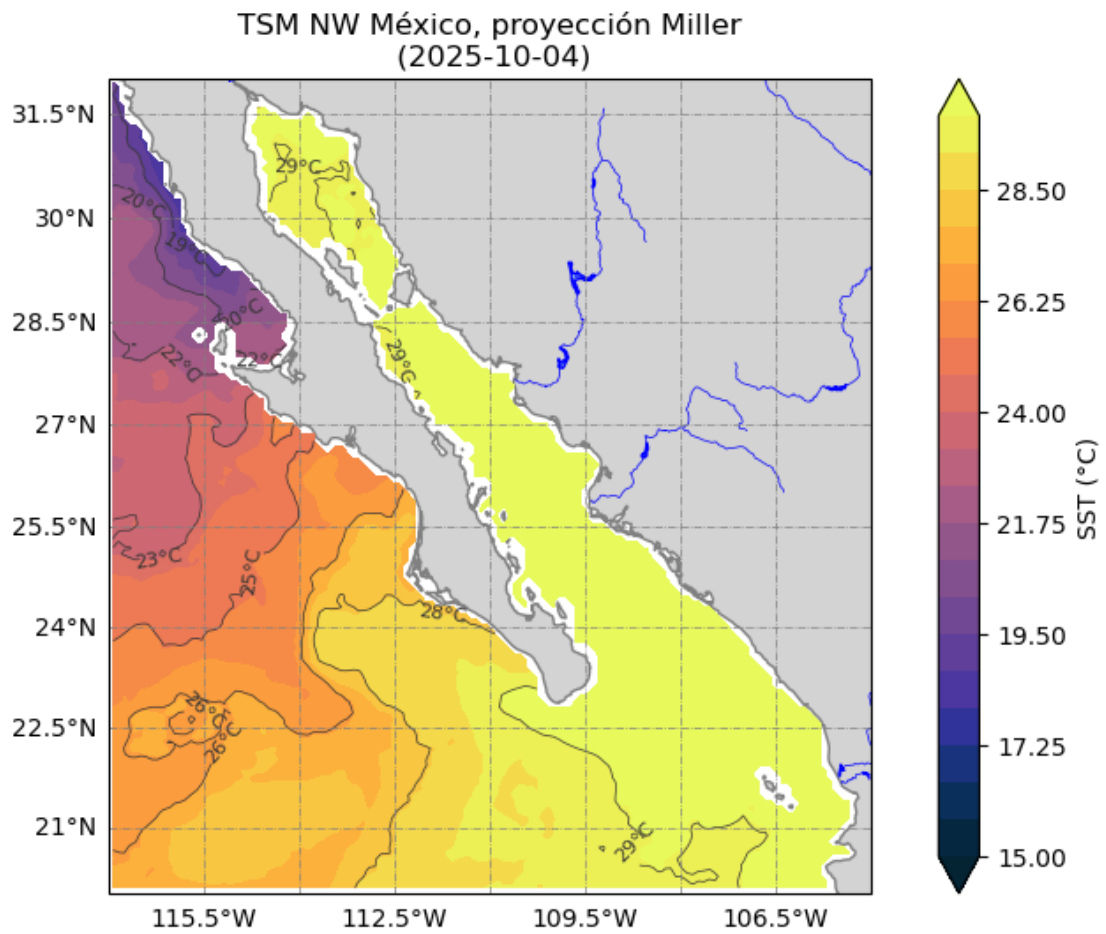 TSM NW México, proyección Miller
(2025-10-04)
31.5°N
30°N
28.5°N
27°N
25.5°N
24°N
22.5°N
21°N
115.5°W
112.5°W
109.5°W
106.5°W
29°C
20°C
19°C
20°C
22°C
22°C
29°C
23°C
25°C
28°C
26°C
26°C
29°C
28.50
26.25
24.00
21.75
19.50
17.25
15.00
SST (°C)